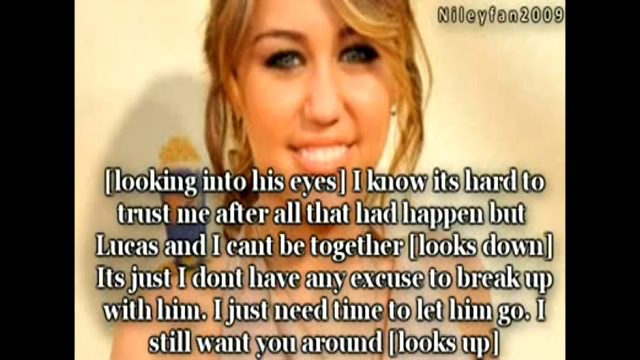 Nileyfan2009
[looking into his eyes] I know its hard to
trust me after all that had happen but
Lucas and I cant be together [looks down]
Its just I dont have any excuse to break up
with him. I just need time to let him go. I
still want you around [looks up]